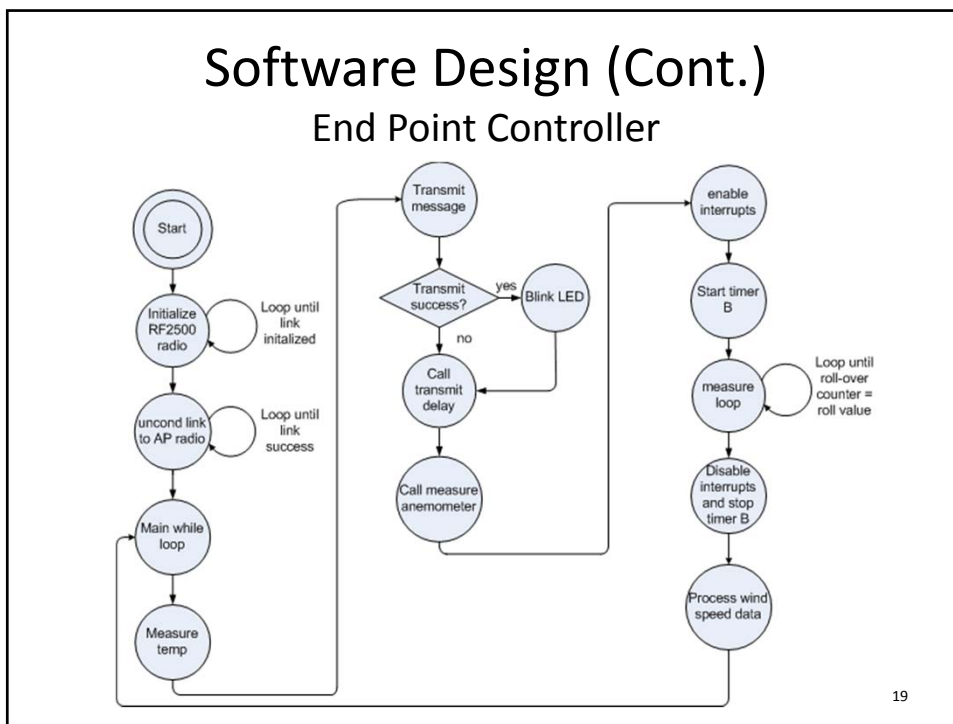 Software Design (Cont.)
End Point Controller
Start
Initialize
RF2500
radio
Loop until
link
initalized
uncond link
to AP radio
Loop until
link
success
Main while
loop
Measure
temp
Transmit
message
Transmit
success?
yes
Blink LED
no
Call
transmit
delay
Call measure
anemometer
enable
interrupts
Start timer
B
measure
loop
Loop until
roll-over
counter =
roll value
Disable
interrupts
and stop
timer B
Process wind
speed data
19